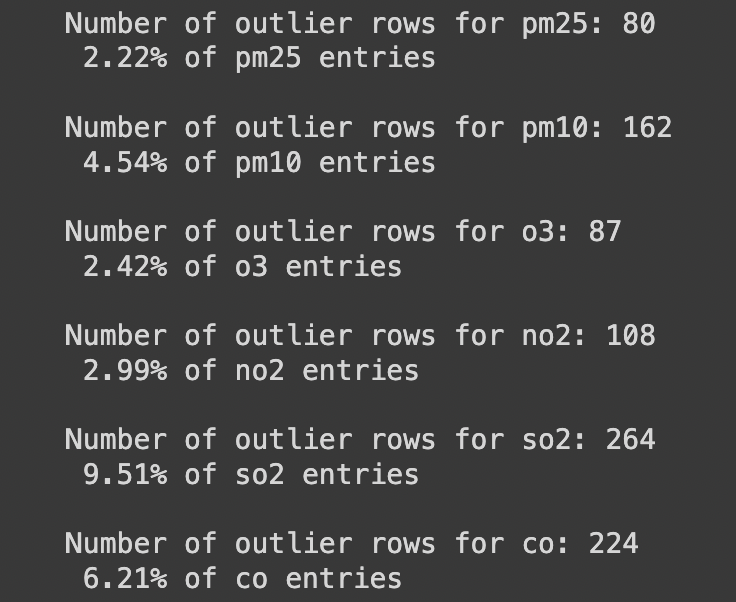 Number of outlier rows for pm25: 80
2.22% of pm25 entries
Number of outlier rows for pm10: 162
4.54% of pm10 entries
Number of outlier rows for o3: 87
2.42% of o3 entries
Number of outlier rows for no2: 108
2.99% of no2 entries
Number of outlier rows for so2: 264
9.51% of so2 entries
Number of outlier rows for co: 224
6.21% of co entries